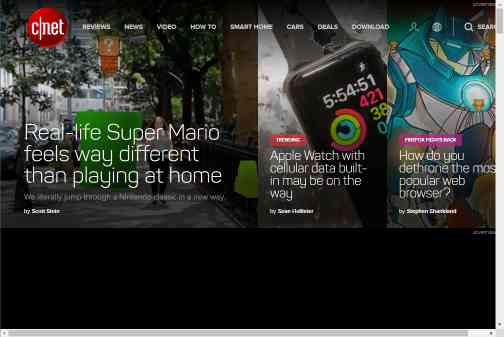 advertisement
c|net
REVIEWS NEWS VIDEO HOW TO SMART HOME CARS DEALS DOWNLOAD SEARC
Real-life Super Mario
feels way different
than playing at home
We literally jump through a Nintendo classic in a new way.
by Scott Stein
5:54:51
421
38
TRENDING
Apple Watch with
cellular data built-
in may be on the
way
by Sean Hollister
FIREFOX FIGHTS BACK
How do you
dethrone the mos
popular web
browser?
by Stephen Shankland